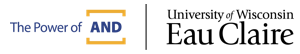 The Power of AND
University of Wisconsin
Eau Claire